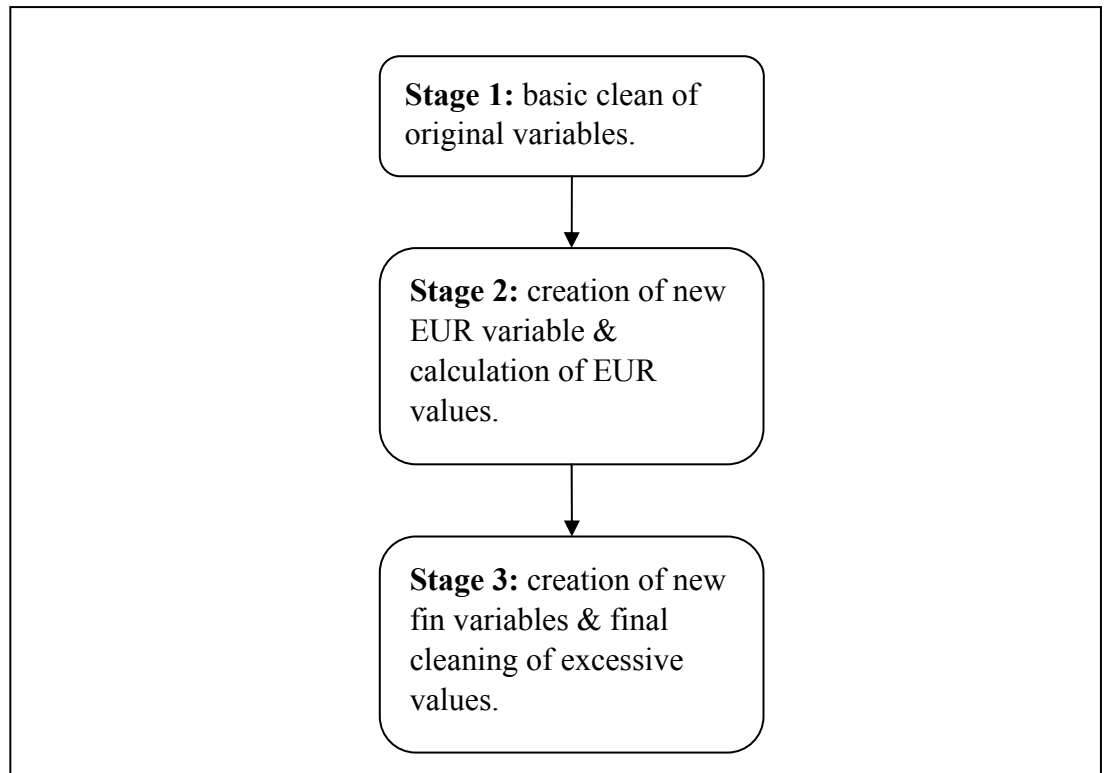 Stage 1: basic clean of
original variables.
Stage 2: creation of new
EUR variable &
calculation of EUR
values.
Stage 3: creation of new
fin variables & final
cleaning of excessive
values.